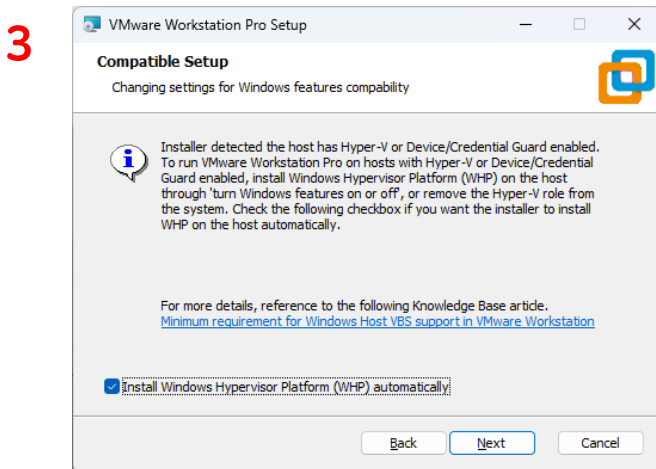 3
VMware Workstation Pro Setup
Compatible Setup
Changing settings for Windows features compability
Installer detected the host has Hyper-V or Device/Credential Guard enabled.
To run VMware Workstation Pro on hosts with Hyper-V or Device/Credential
Guard enabled, install Windows Hypervisor Platform (WHP) on the host
through 'turn Windows features on or off', or remove the Hyper-V role from
the system. Check the following checkbox if you want the installer to install
WHP on the host automatically.
For more details, reference to the following Knowledge Base article.
Minimum requirement for Windows Host VBS support in VMware Workstation
Install Windows Hypervisor Platform (WHP) automatically
Back Next Cancel